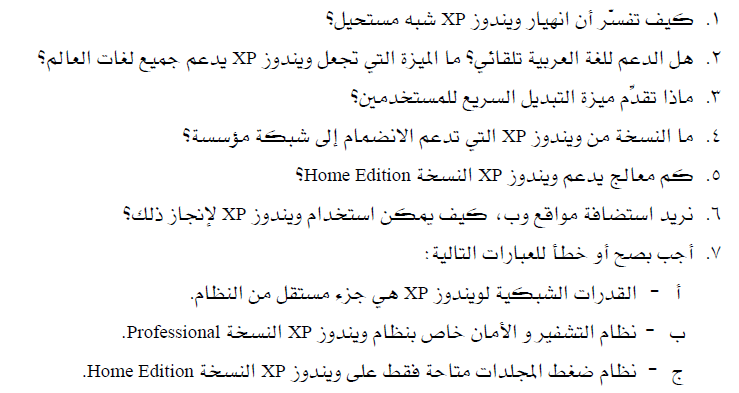 ١. كيف تفسّر أن انهيار ويندوز XP شبه مستحيل؟
٢. هل الدعم للغة العربية تلقائي؟ ما الميزة التي تجعل ويندوز XP يدعم جميع لغات العالم؟
٣. ماذا تقدِّم ميزة التبديل السريع للمستخدمين؟
٤. ما النسخة من ويندوز XP التي تدعم الانضمام إلى شبكة مؤسسة؟
٥. كم معالج يدعم ويندوز XP النسخة Home Edition؟
٦. نريد استضافة مواقع وب، كيف يمكن استخدام ويندوز XP لإنجاز ذلك؟
٧. أجب بصح أو خطأ للعبارات التالية:
أ - القدرات الشبكية لويندوز XP هي جزء مستقل من النظام.
ب - نظام التشفير و الأمان خاص بنظام ويندوز XP النسخة Professional.
ج - نظام ضغط المجلدات متاحة فقط على ويندوز XP النسخة Home Edition.